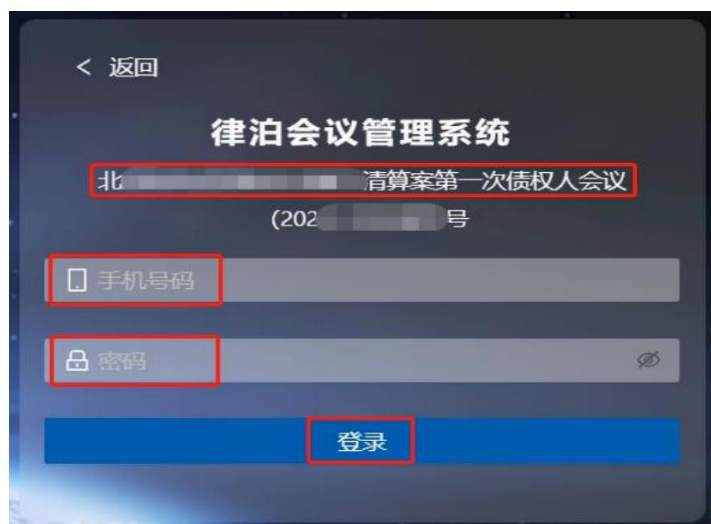 < 返回
律泊会议管理系统
北 清算案第一次债权人会议
(202 号
手机号码
密码
登录